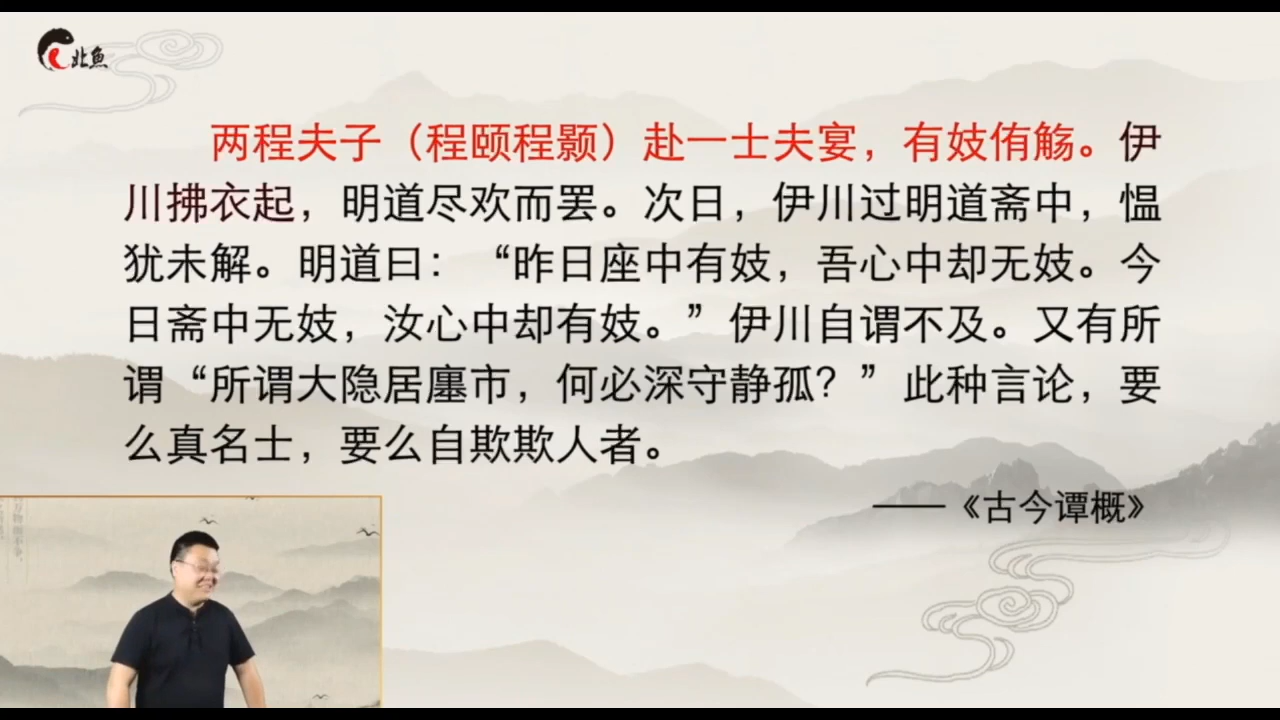 北鱼
两程夫子（程颐程颢）赴一士夫宴，有妓侑觞。伊
川拂衣起，明道尽欢而罢。次日，伊川过明道斋中，愠
犹未解。明道曰：“昨日座中有妓，吾心中却无妓。今
日斋中无妓，汝心中却有妓。”伊川自谓不及。又有所
谓“所谓大隐居廛市，何必深守静孤？”此种言论，要
么真名士，要么自欺欺人者。
——《古今谭概》